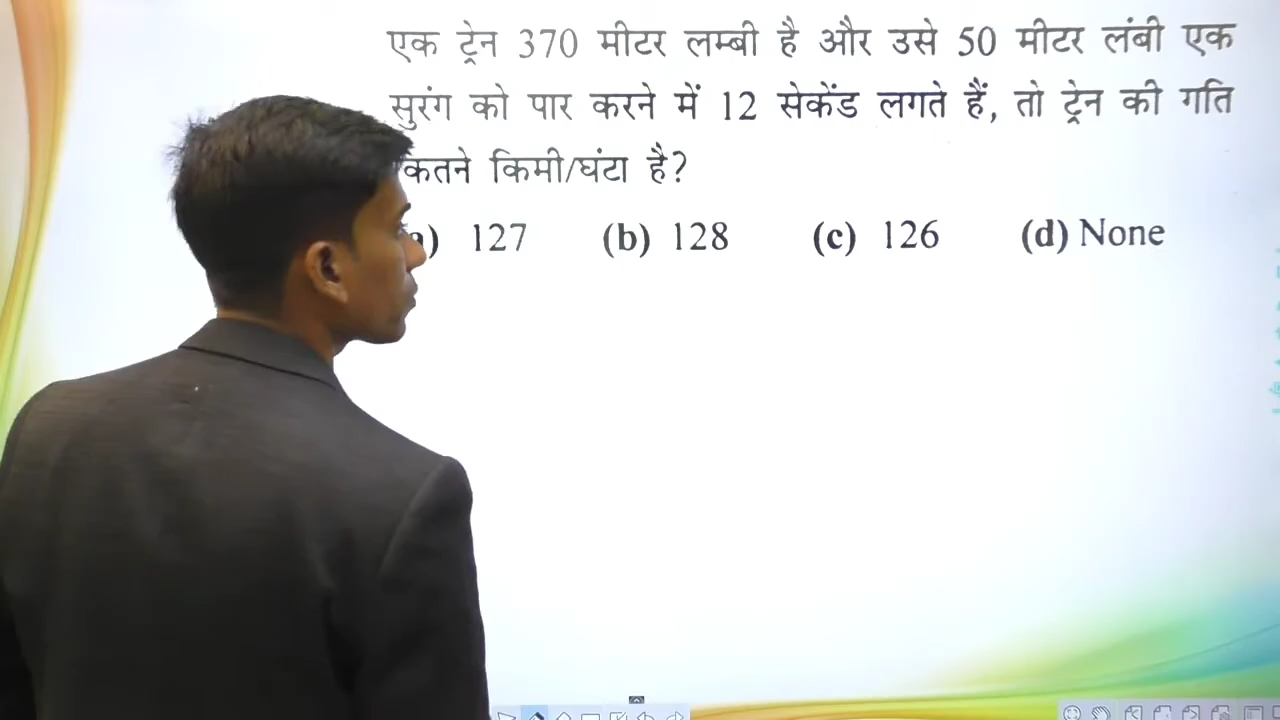 एक ट्रेन 370 मीटर लम्बी है और उसे 50 मीटर लंबी एक
सुरंग को पार करने में 12 सेकेंड लगते हैं, तो ट्रेन की गति
कितने किमी/घंटा है?
(a) 127 (b) 128 (c) 126 (d) None